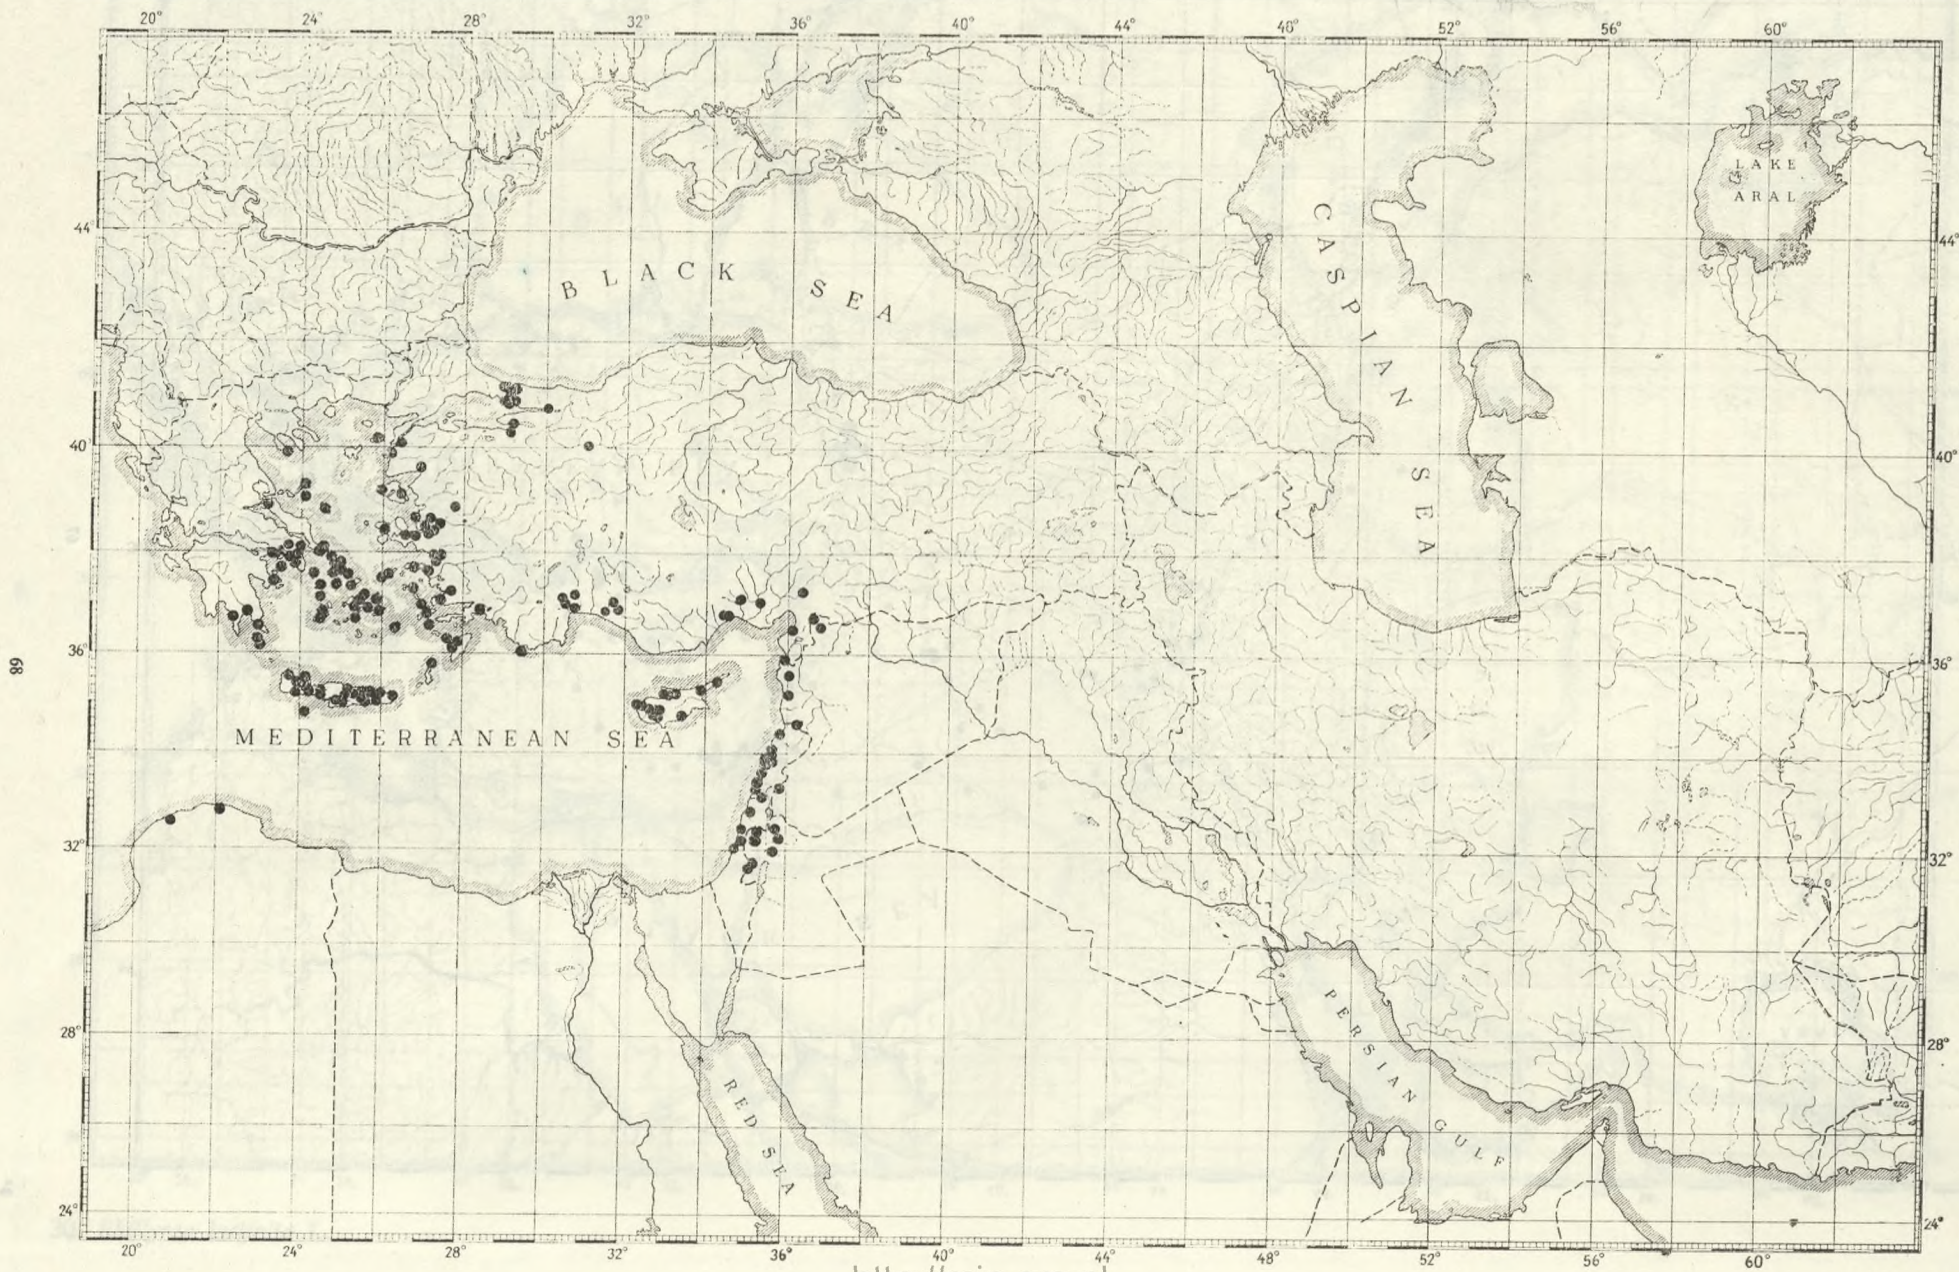 20° 24° 28° 32° 36° 40° 44° 48° 52° 56° 60°
LAKE
ARAL
44° 44°
BLACK SEA
CASPIAN SEA
40° 40°
36° 36°
89
MEDITERRANEAN SEA
32° 32°
PERSIAN GULF
28° 28°
RED SEA
24° 24°
20° 24° 28° 32° 36° 40° 44° 48° 52° 56° 60°